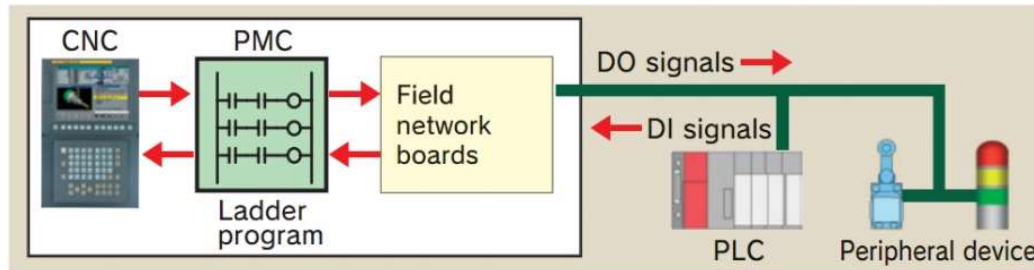 CNC
PMC
Field
network
boards
Ladder
program
DO signals
DI signals
PLC
Peripheral device